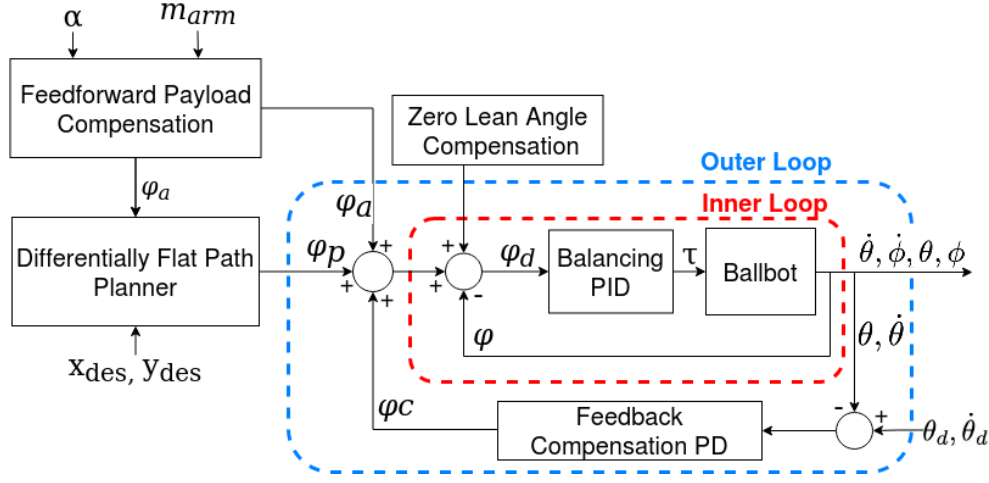 α
m_arm
Feedforward Payload
Compensation
Zero Lean Angle
Compensation
Outer Loop
φ_a
φ_a
Inner Loop
Differentially Flat Path
Planner
φ_p
+
+
+
+
+
-
φ_d
Balancing
PID
τ
Ballbot
θ̇, ϕ̇, θ, ϕ
φ
θ, θ̇
x_des, y_des
φc
Feedback
Compensation PD
-
+
θ_d, θ̇_d